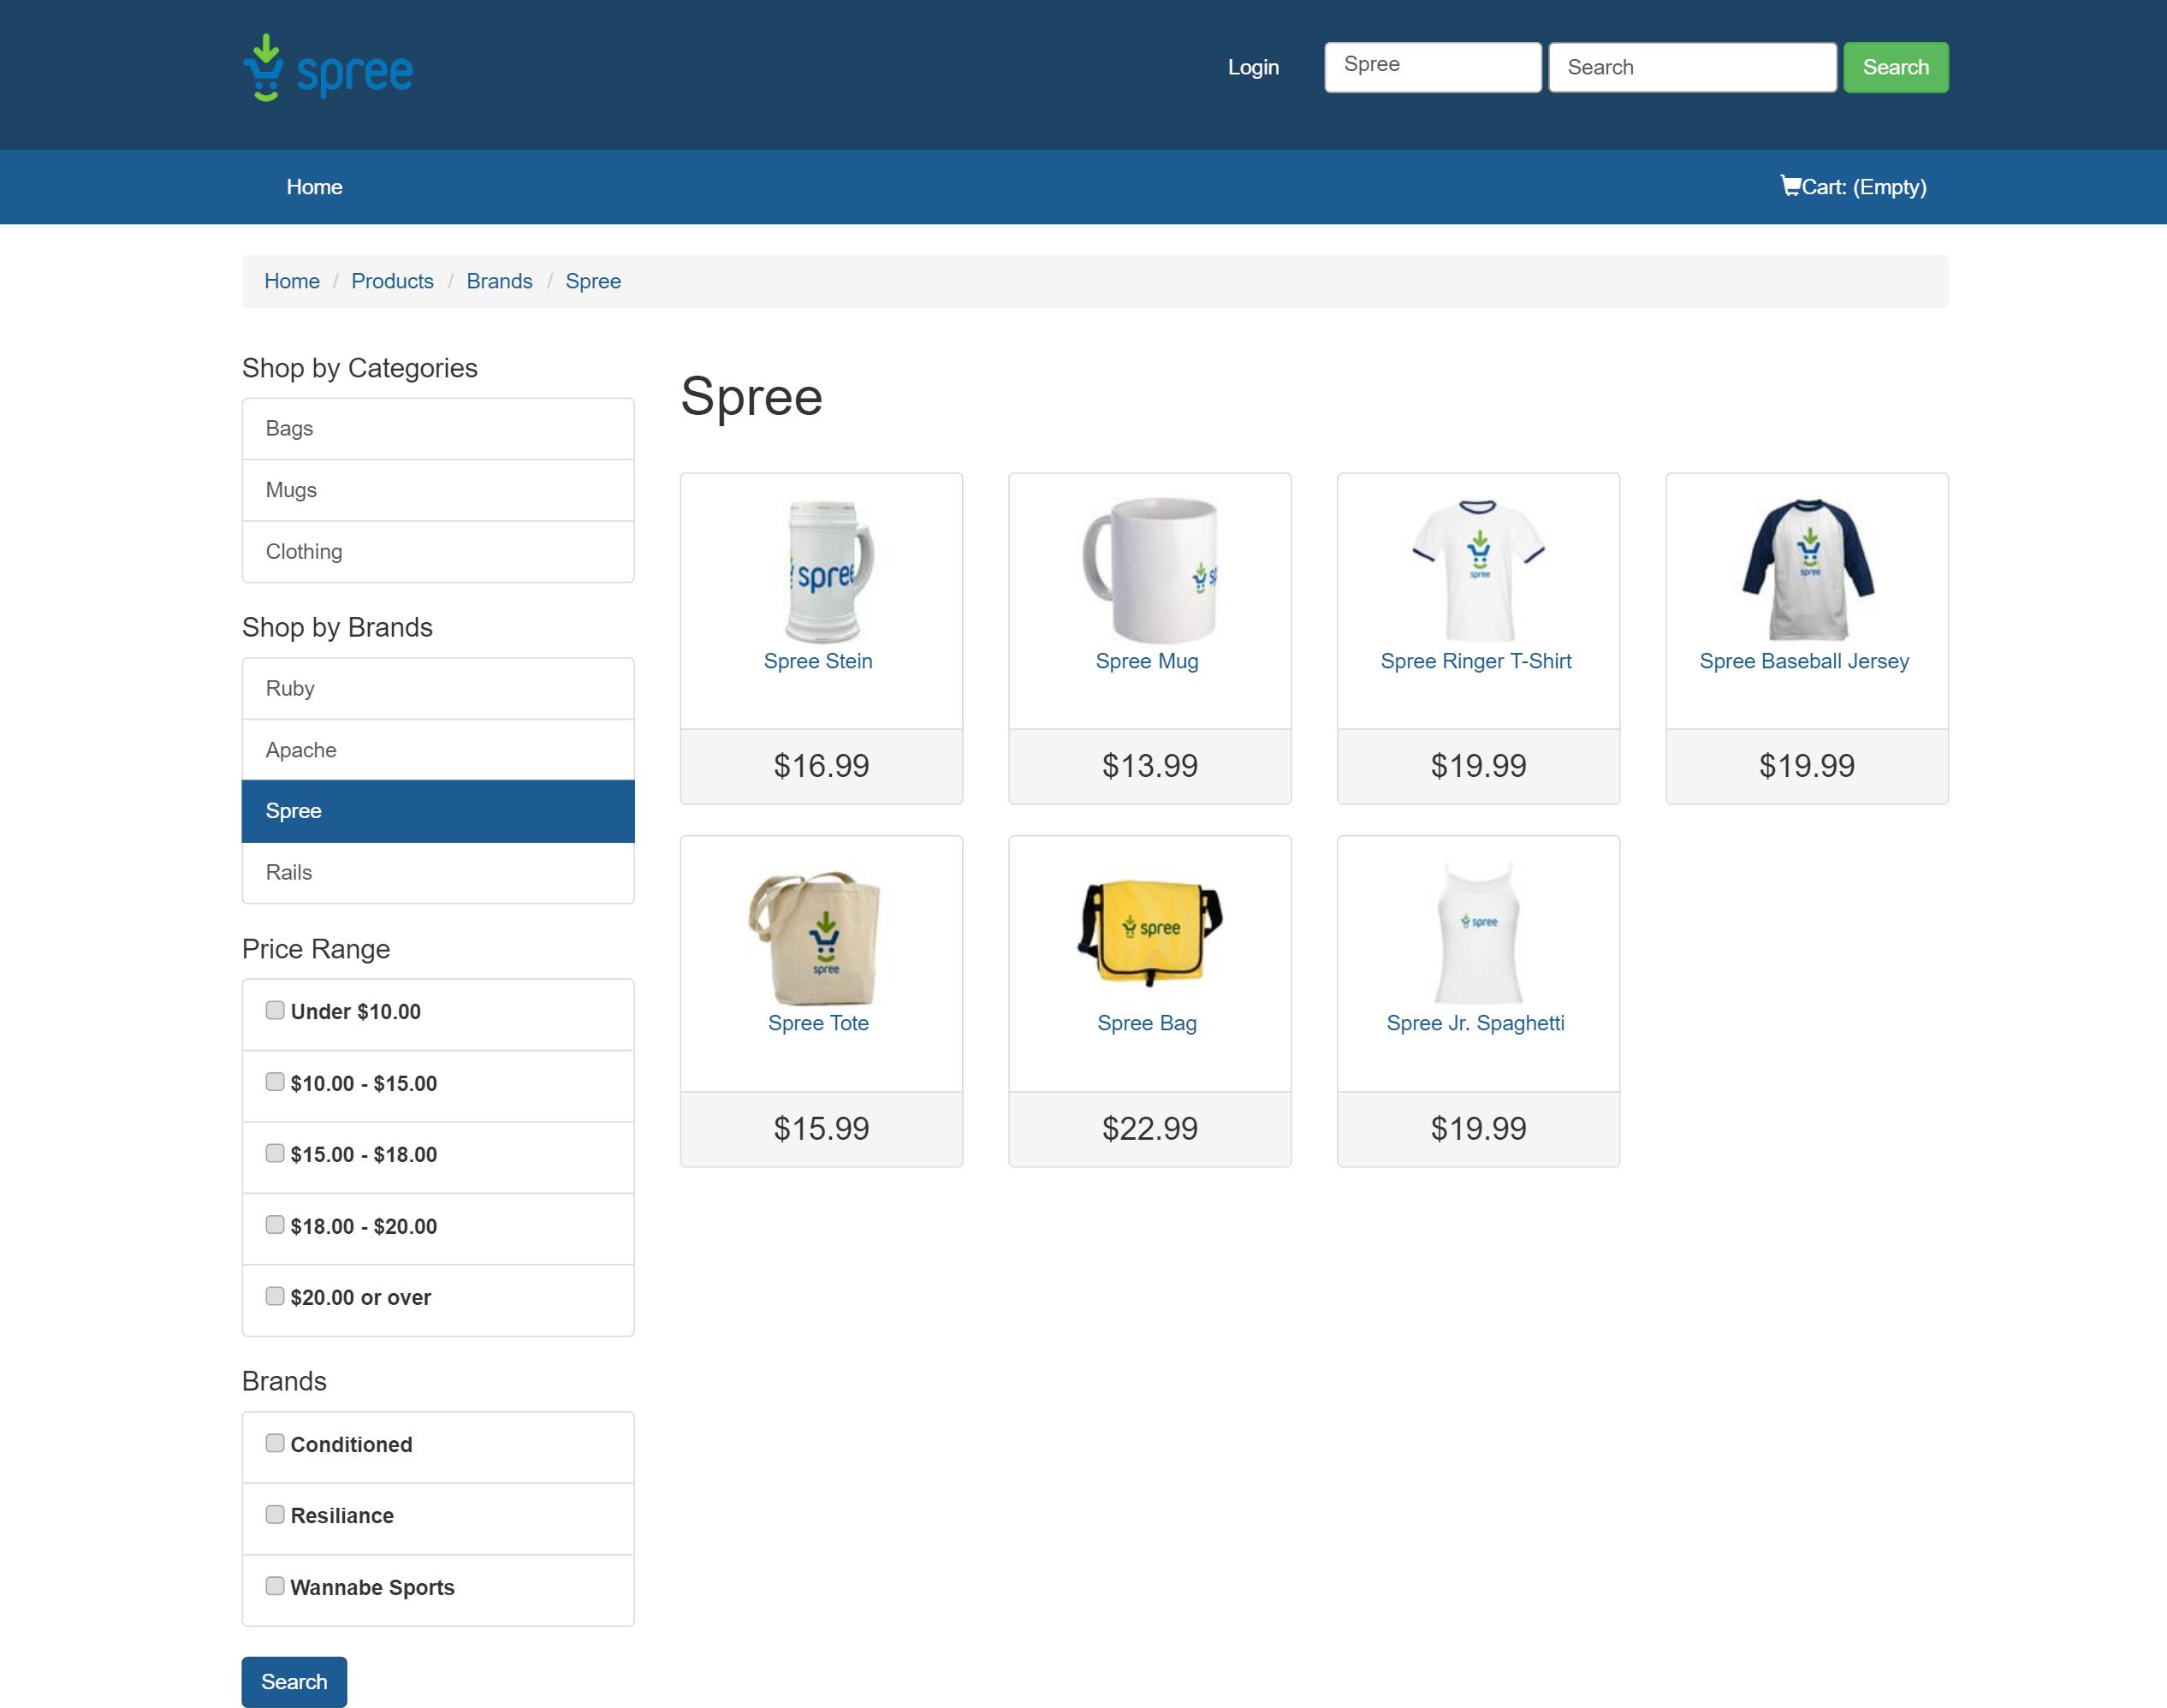 spree
Login
Spree
Search
Search
Home
Cart: (Empty)
Home / Products / Brands / Spree
Shop by Categories
Bags
Mugs
Clothing
Shop by Brands
Ruby
Apache
Spree
Rails
Price Range
Under $10.00
$10.00 - $15.00
$15.00 - $18.00
$18.00 - $20.00
$20.00 or over
Brands
Conditioned
Resiliance
Wannabe Sports
Search
Spree
spree
Spree Stein
$16.99
sp
Spree Mug
$13.99
spree
Spree Ringer T-Shirt
$19.99
spree
Spree Baseball Jersey
$19.99
spree
Spree Tote
$15.99
spree
Spree Bag
$22.99
spree
Spree Jr. Spaghetti
$19.99